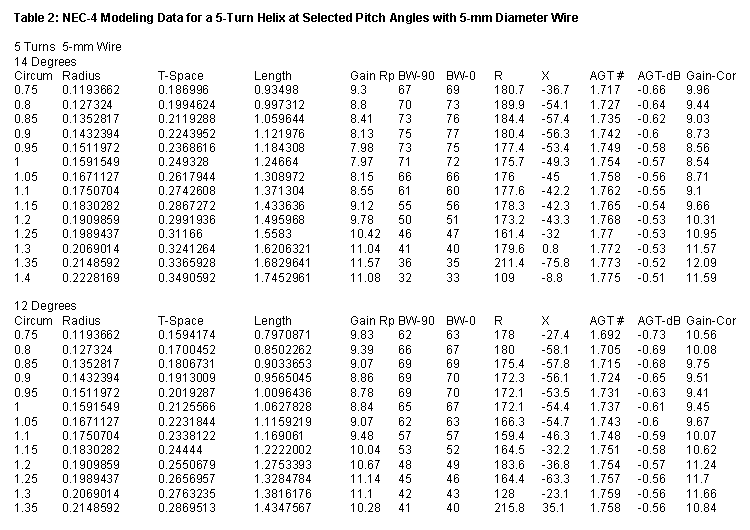 Table 2: NEC-4 Modeling Data for a 5-Turn Helix at Selected Pitch Angles with 5-mm Diameter Wire
5 Turns 5-mm Wire
14 Degrees
Circum Radius T-Space Length Gain Rp BW-90 BW-0 R X AGT # AGT-dB Gain-Cor
0.75 0.1193662 0.186996 0.93498 9.3 67 69 180.7 -36.7 1.717 -0.66 9.96
0.8 0.127324 0.1994624 0.997312 8.8 70 73 189.9 -54.1 1.727 -0.64 9.44
0.85 0.1352817 0.2119288 1.059644 8.41 73 76 184.4 -57.4 1.735 -0.62 9.03
0.9 0.1432394 0.2243952 1.121976 8.13 75 77 180.4 -56.3 1.742 -0.6 8.73
0.95 0.1511972 0.2368616 1.184308 7.98 73 75 177.4 -53.4 1.749 -0.58 8.56
1 0.1591549 0.249328 1.24664 7.97 71 72 175.7 -49.3 1.754 -0.57 8.54
1.05 0.1671127 0.2617944 1.308972 8.15 66 66 176 -45 1.758 -0.56 8.71
1.1 0.1750704 0.2742608 1.371304 8.55 61 60 177.6 -42.2 1.762 -0.55 9.1
1.15 0.1830282 0.2867272 1.433636 9.12 55 56 178.3 -42.3 1.765 -0.54 9.66
1.2 0.1909859 0.2991936 1.495968 9.78 50 51 173.2 -43.3 1.768 -0.53 10.31
1.25 0.1989437 0.31166 1.5583 10.42 46 47 161.4 -32 1.77 -0.53 10.95
1.3 0.2069014 0.3241264 1.6206321 11.04 41 40 179.6 0.8 1.772 -0.53 11.57
1.35 0.2148592 0.3365928 1.6829641 11.57 36 35 211.4 -75.8 1.773 -0.52 12.09
1.4 0.2228169 0.3490592 1.7452961 11.08 32 33 109 -8.8 1.775 -0.51 11.59
12 Degrees
Circum Radius T-Space Length Gain Rp BW-90 BW-0 R X AGT # AGT-dB Gain-Cor
0.75 0.1193662 0.1594174 0.7970871 9.83 62 63 178 -27.4 1.692 -0.73 10.56
0.8 0.127324 0.1700452 0.8502262 9.39 66 67 180 -58.1 1.705 -0.69 10.08
0.85 0.1352817 0.1806731 0.9033653 9.07 69 69 175.4 -57.8 1.715 -0.68 9.75
0.9 0.1432394 0.1913009 0.9565045 8.86 69 70 172.3 -56.1 1.724 -0.65 9.51
0.95 0.1511972 0.2019287 1.0096436 8.78 69 70 172.1 -53.5 1.731 -0.63 9.41
1 0.1591549 0.2125566 1.0627828 8.84 65 67 172.1 -54.4 1.737 -0.61 9.45
1.05 0.1671127 0.2231844 1.1159219 9.07 62 63 166.3 -54.7 1.743 -0.6 9.67
1.1 0.1750704 0.2338122 1.169061 9.48 57 57 159.4 -46.3 1.748 -0.59 10.07
1.15 0.1830282 0.24444 1.2222002 10.04 53 52 164.5 -32.2 1.751 -0.58 10.62
1.2 0.1909859 0.2550679 1.2753393 10.67 48 49 183.6 -36.8 1.754 -0.57 11.24
1.25 0.1989437 0.2656957 1.3284784 11.14 45 46 164.4 -63.3 1.757 -0.56 11.7
1.3 0.2069014 0.2763235 1.3816176 11.1 42 43 128 -23.1 1.759 -0.56 11.66
1.35 0.2148592 0.2869513 1.4347567 10.28 41 40 215.8 35.1 1.758 -0.56 10.84